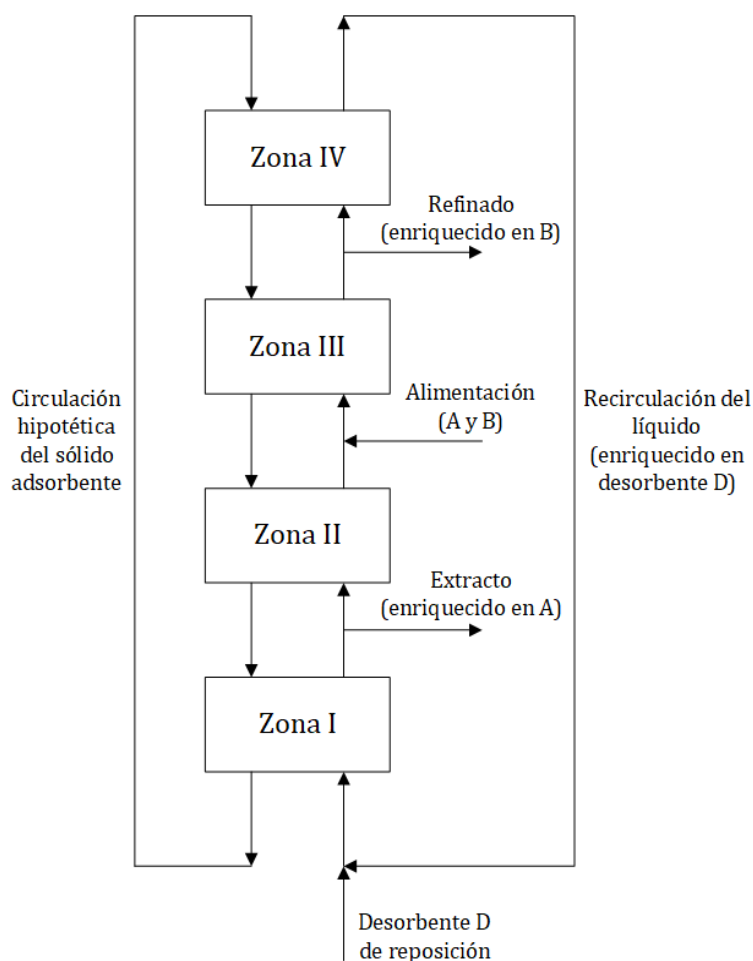 Zona IV
Refinado
(enriquecido en B)
Zona III
Alimentación
(A y B)
Circulación
hipotética
del sólido
adsorbente
Recirculación del
líquido
(enriquecido en
desorbente D)
Zona II
Extracto
(enriquecido en A)
Zona I
Desorbente D
de reposición